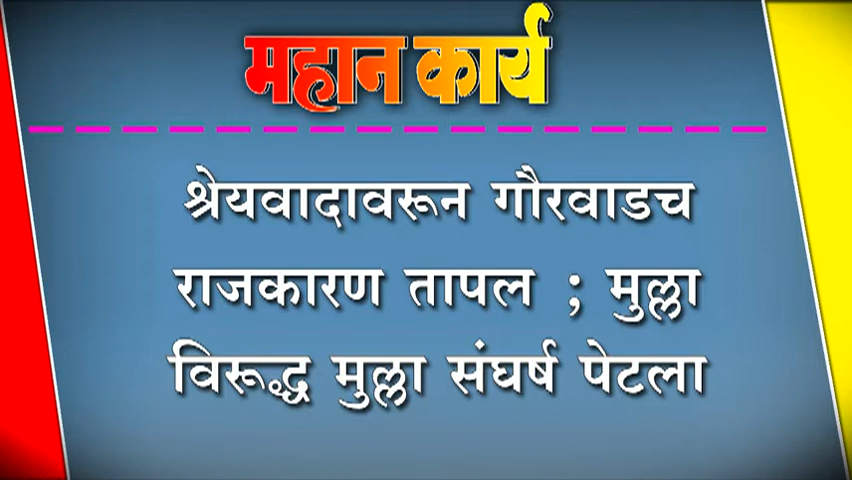 महान कार्य
श्रेयवादावरून गौरवाडच
राजकारण तापल ; मुल्ला
विरूद्ध मुल्ला संघर्ष पेटला